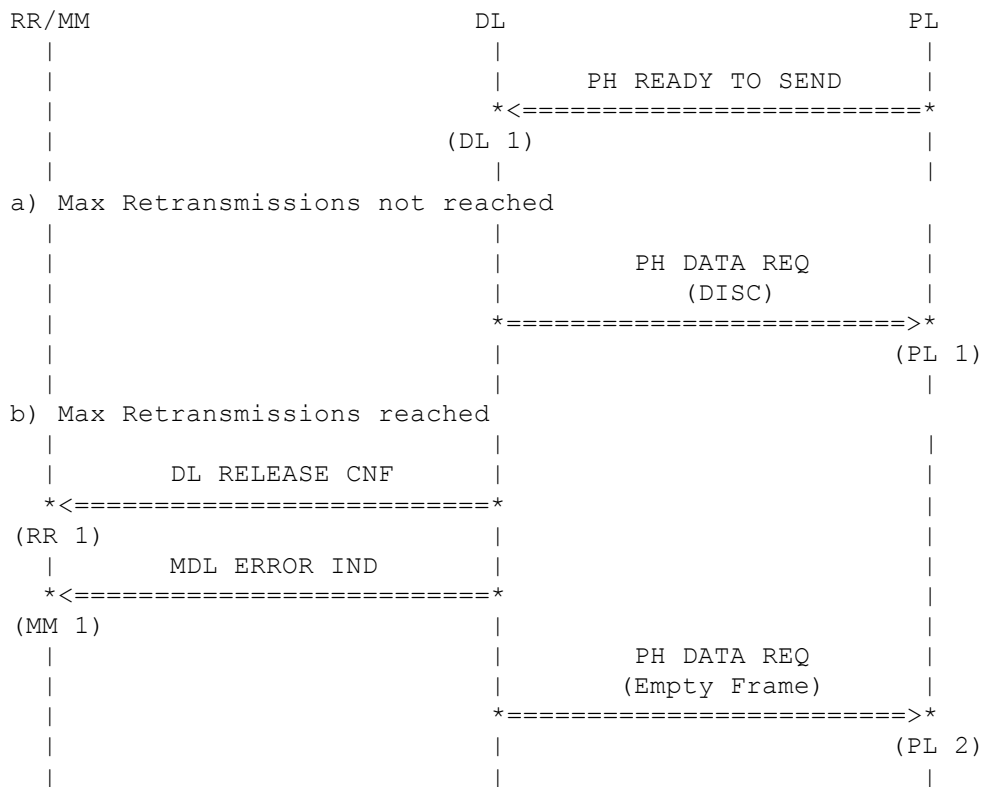 RR/MM DL PL
PH READY TO SEND
*<==========================*
(DL 1)
a) Max Retransmissions not reached
PH DATA REQ
(DISC)
*=========================>*
(PL 1)
b) Max Retransmissions reached
DL RELEASE CNF
*<==========================*
(RR 1)
MDL ERROR IND
*<==========================*
(MM 1)
PH DATA REQ
(Empty Frame)
*=========================>*
(PL 2)